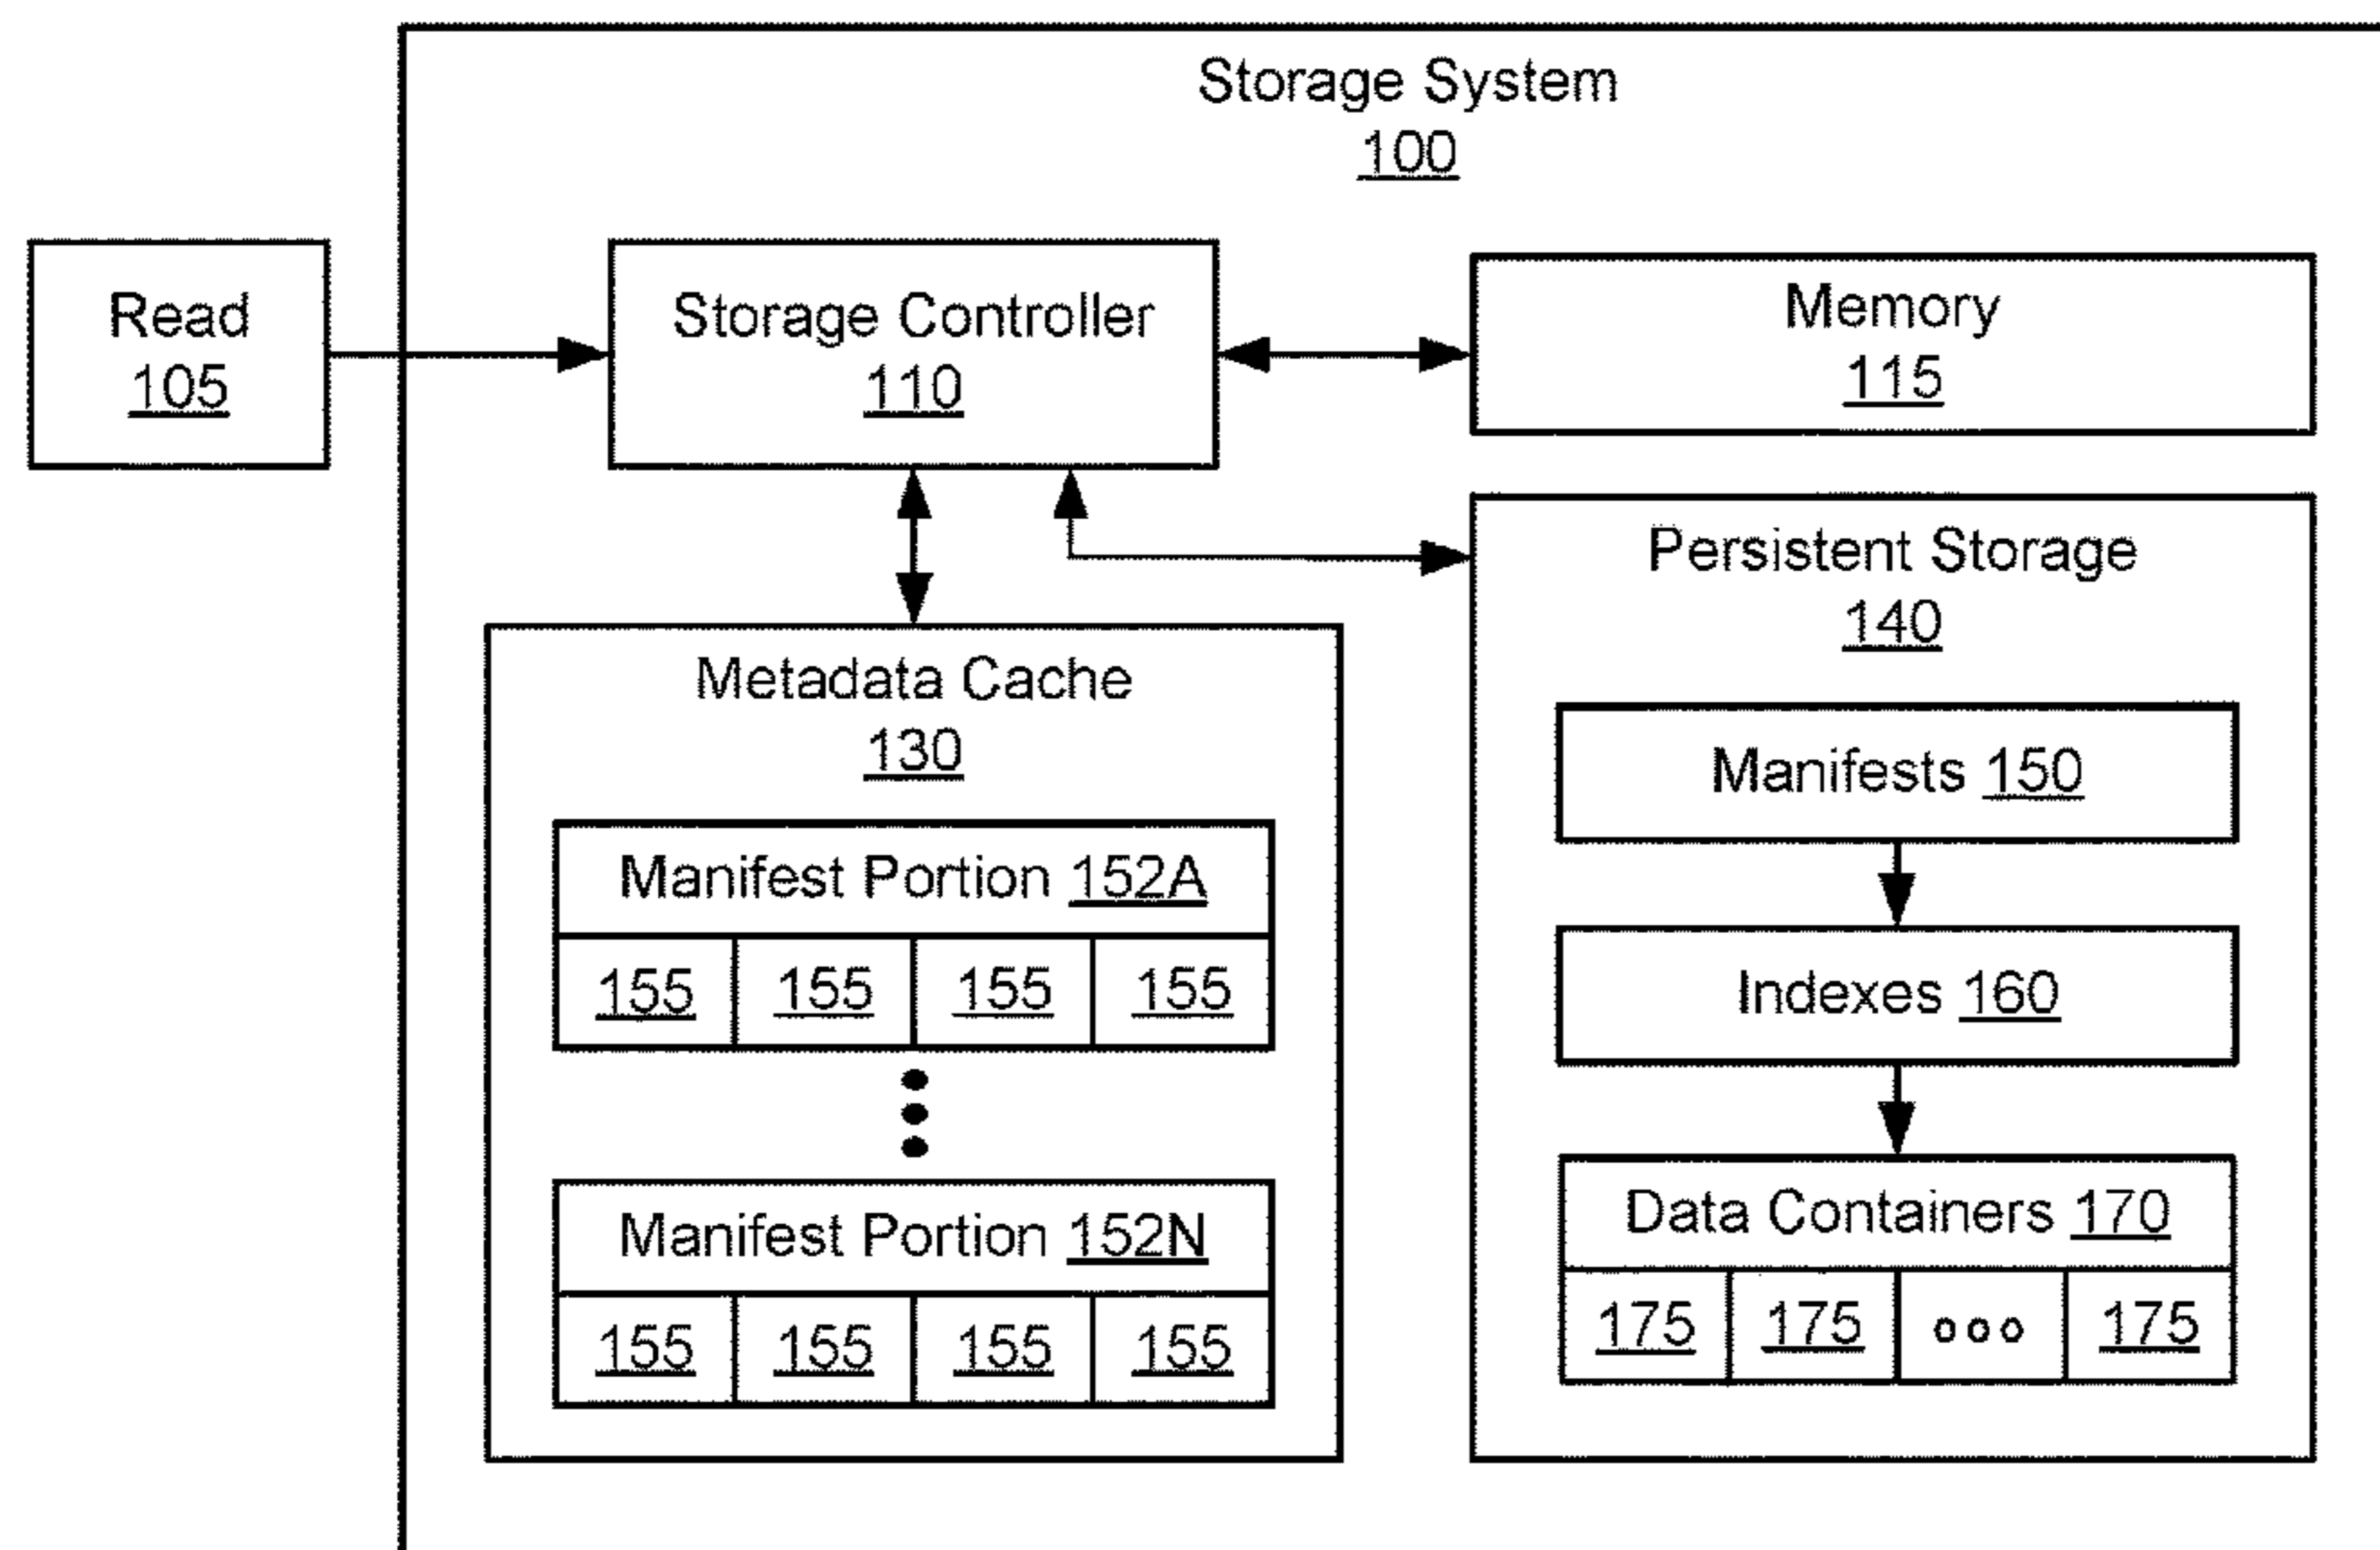 Storage System
100
Read
105
Storage Controller
110
Memory
115
Metadata Cache
130
Manifest Portion 152A
155 155 155 155
Manifest Portion 152N
155 155 155 155
Persistent Storage
140
Manifests 150
Indexes 160
Data Containers 170
175 175 175